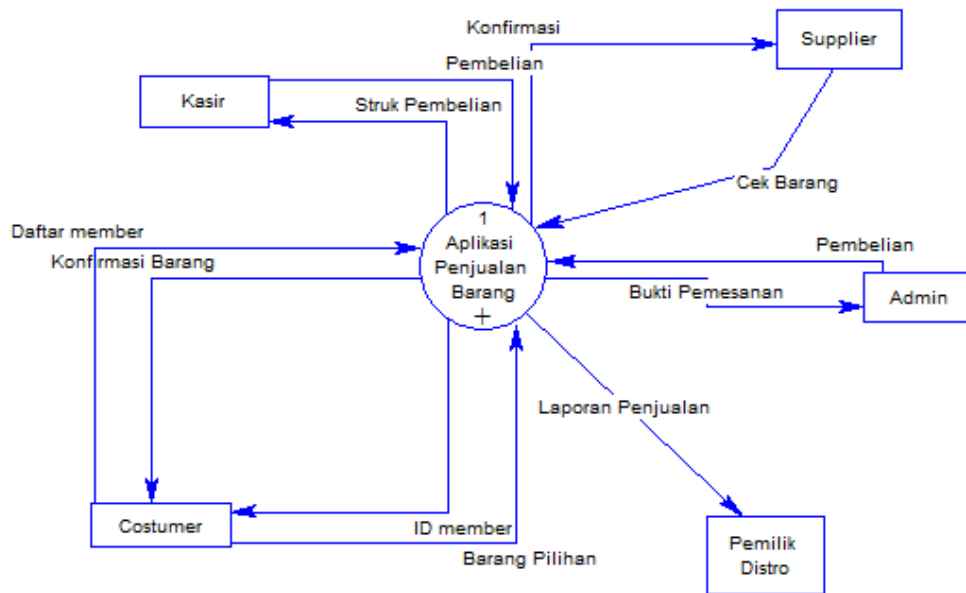 Konfirmasi
Supplier
Pembelian
Kasir
Struk Pembelian
Cek Barang
1
Aplikasi
Penjualan
Barang
+
Daftar member
Konfirmasi Barang
Pembelian
Bukti Pemesanan
Admin
Laporan Penjualan
Costumer
ID member
Barang Pilihan
Pemilik
Distro